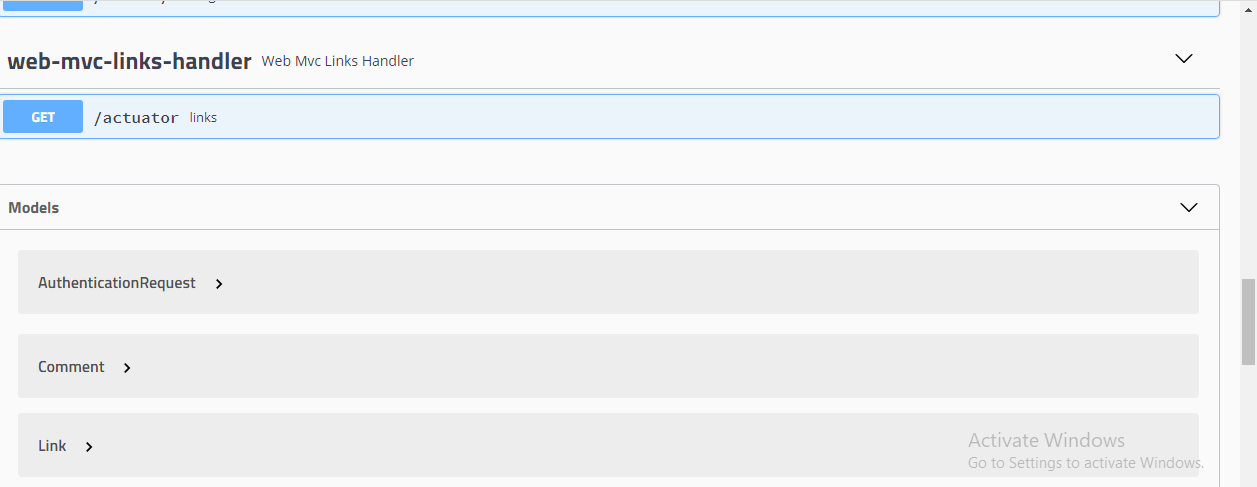 web-mvc-links-handler Web Mvc Links Handler
GET /actuator links
Models
AuthenticationRequest
Comment
Link
Activate Windows
Go to Settings to activate Windows.